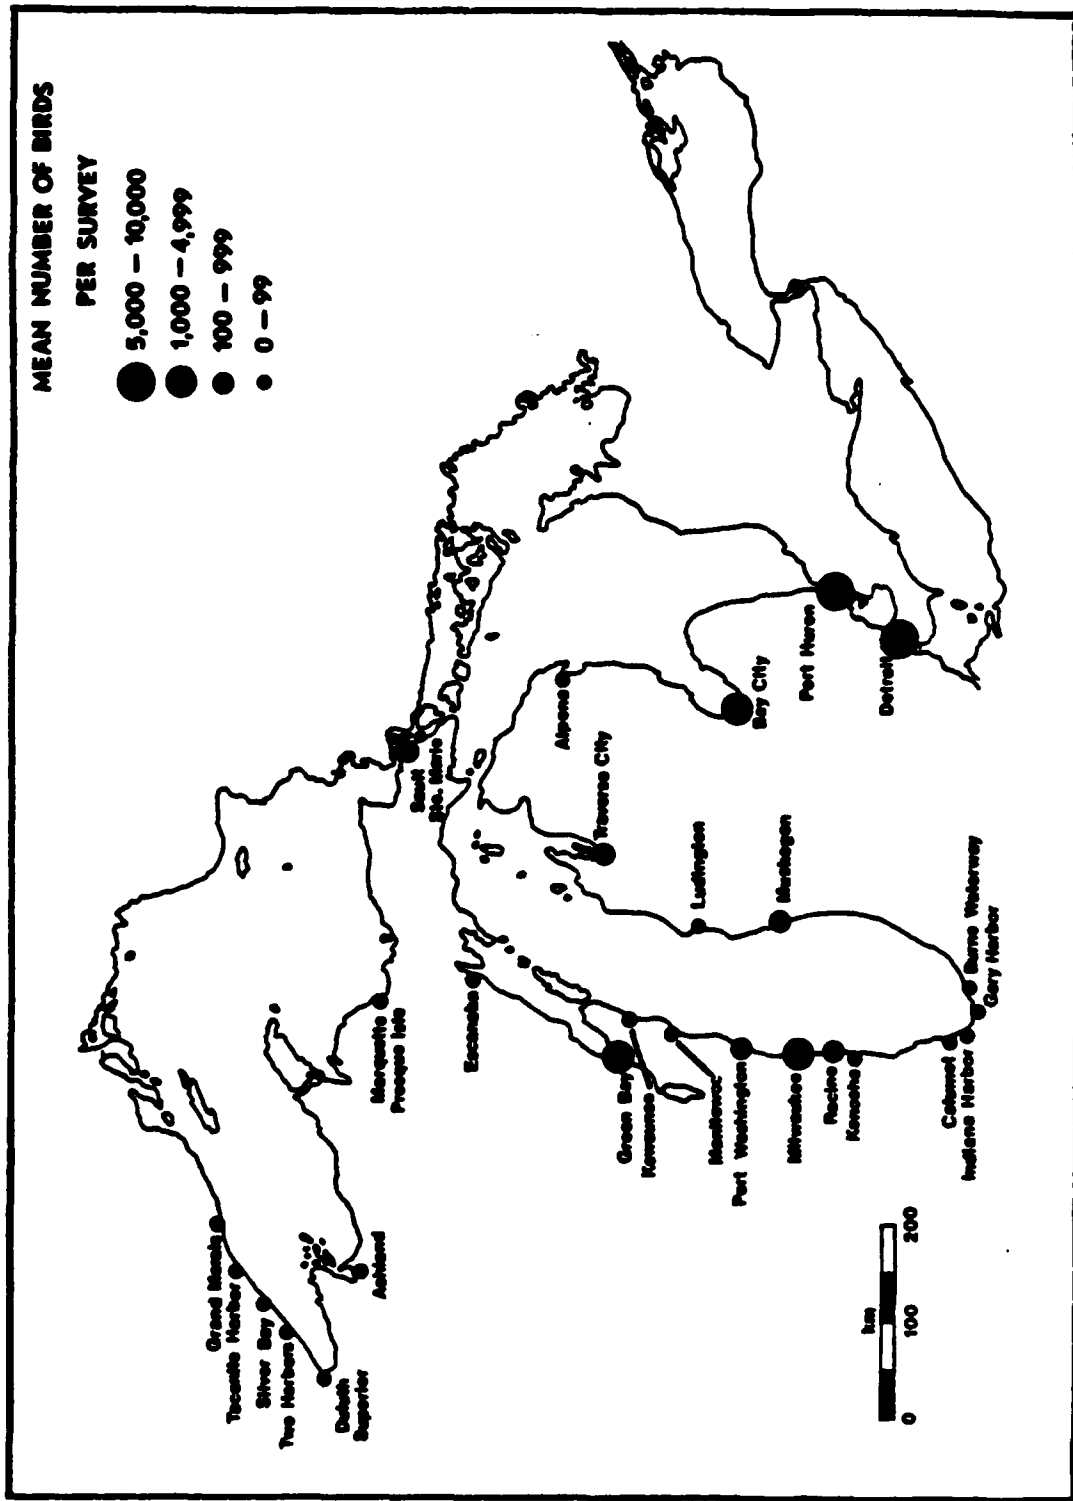 MEAN NUMBER OF BIRDS
PER SURVEY
5,000 – 10,000
1,000 – 4,999
100 – 999
0 – 99
Grand Marais
Taconite Harbor
Silver Bay
Two Harbors
Duluth
Superior
Ashland
Marquette
Presque Isle
Sault
Ste. Marie
Escanaba
Green Bay
Kewaunee
Manitowoc
Port Washington
Milwaukee
Racine
Kenosha
Calumet
Indiana Harbor
Gary Harbor
Burns Waterway
Muskegon
Ludington
Traverse City
Alpena
Bay City
Port Huron
Detroit
km
0 100 200